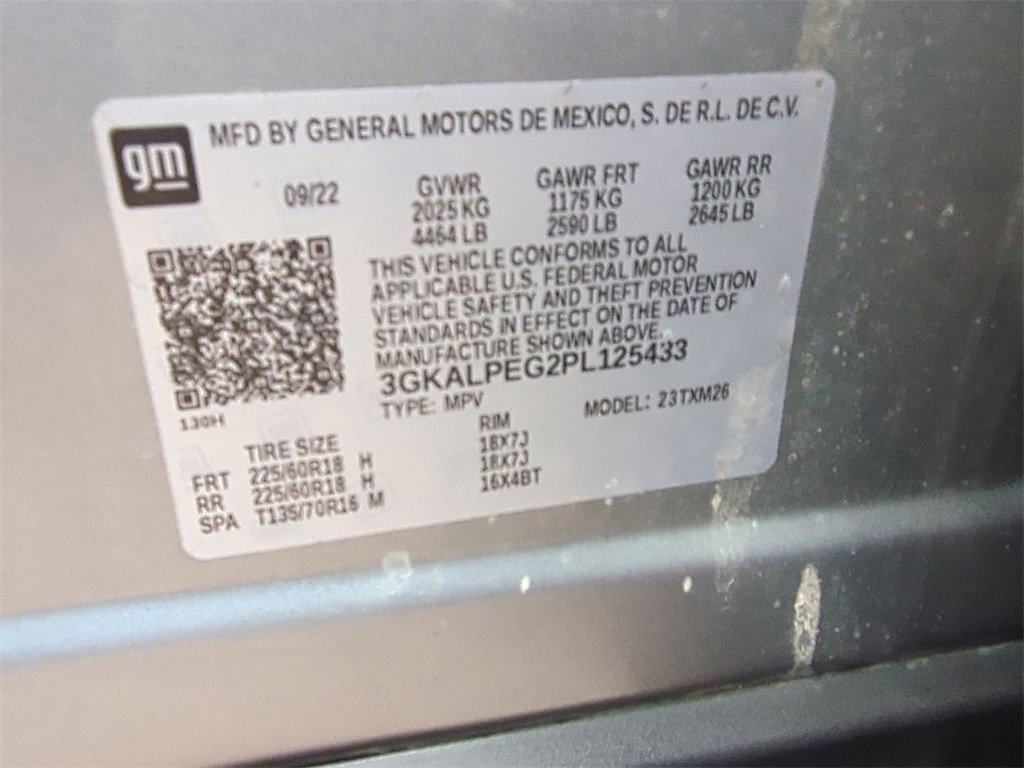 MFD BY GENERAL MOTORS DE MEXICO, S. DE R.L. DE C.V.
gm
09/22
GVWR GAWR FRT GAWR RR
2025 KG 1175 KG 1200 KG
4464 LB 2590 LB 2645 LB
THIS VEHICLE CONFORMS TO ALL
APPLICABLE U.S. FEDERAL MOTOR
VEHICLE SAFETY AND THEFT PREVENTION
STANDARDS IN EFFECT ON THE DATE OF
MANUFACTURE SHOWN ABOVE.
3GKALPEG2PL125433
TYPE: MPV MODEL: 23TXM26
130H
TIRE SIZE RIM
FRT 225/60R18 H 18X7J
RR 225/60R18 H 18X7J
SPA T135/70R16 M 16X4BT